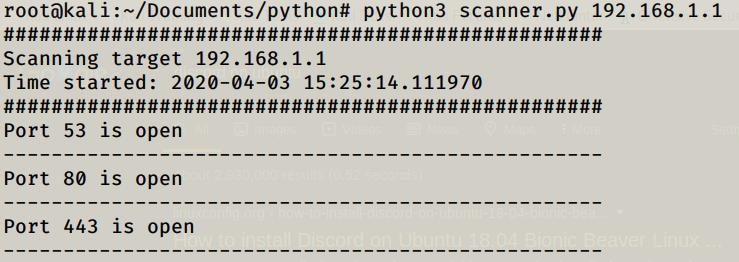 root@kali:~/Documents/python# python3 scanner.py 192.168.1.1
##################################################
Scanning target 192.168.1.1
Time started: 2020-04-03 15:25:14.111970
##################################################
Port 53 is open
All Images Videos News Maps More
--------------------------------------------------
Port 80 is open
About 2,930,000 results (0.52 seconds)
--------------------------------------------------
linuxconfig.org › how-to-install-discord-on-ubuntu-18-04-bionic-bea...
Port 443 is open
How to install Discord on Ubuntu 18.04 Bionic Beaver Linux ...
--------------------------------------------------